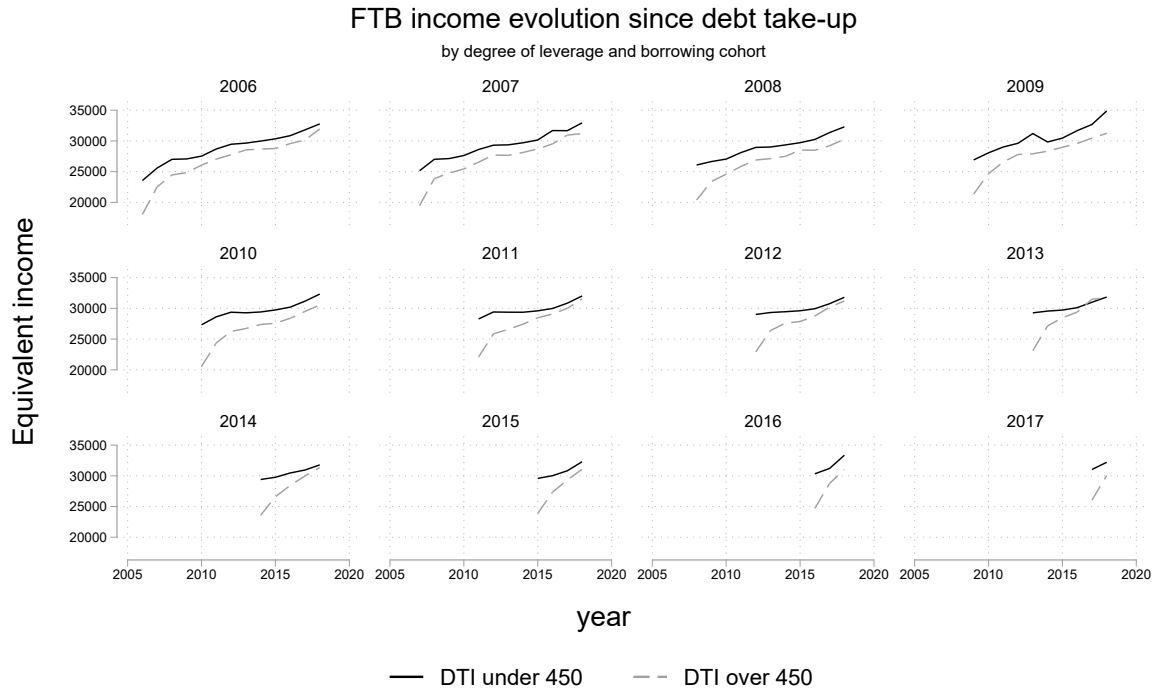 FTB income evolution since debt take-up
by degree of leverage and borrowing cohort
2006 2007 2008 2009
35000
30000
25000
20000
2010 2011 2012 2013
35000
30000
25000
20000
2014 2015 2016 2017
35000
30000
25000
20000
Equivalent income
2005 2010 2015 2020 2005 2010 2015 2020 2005 2010 2015 2020 2005 2010 2015 2020
year
DTI under 450 DTI over 450